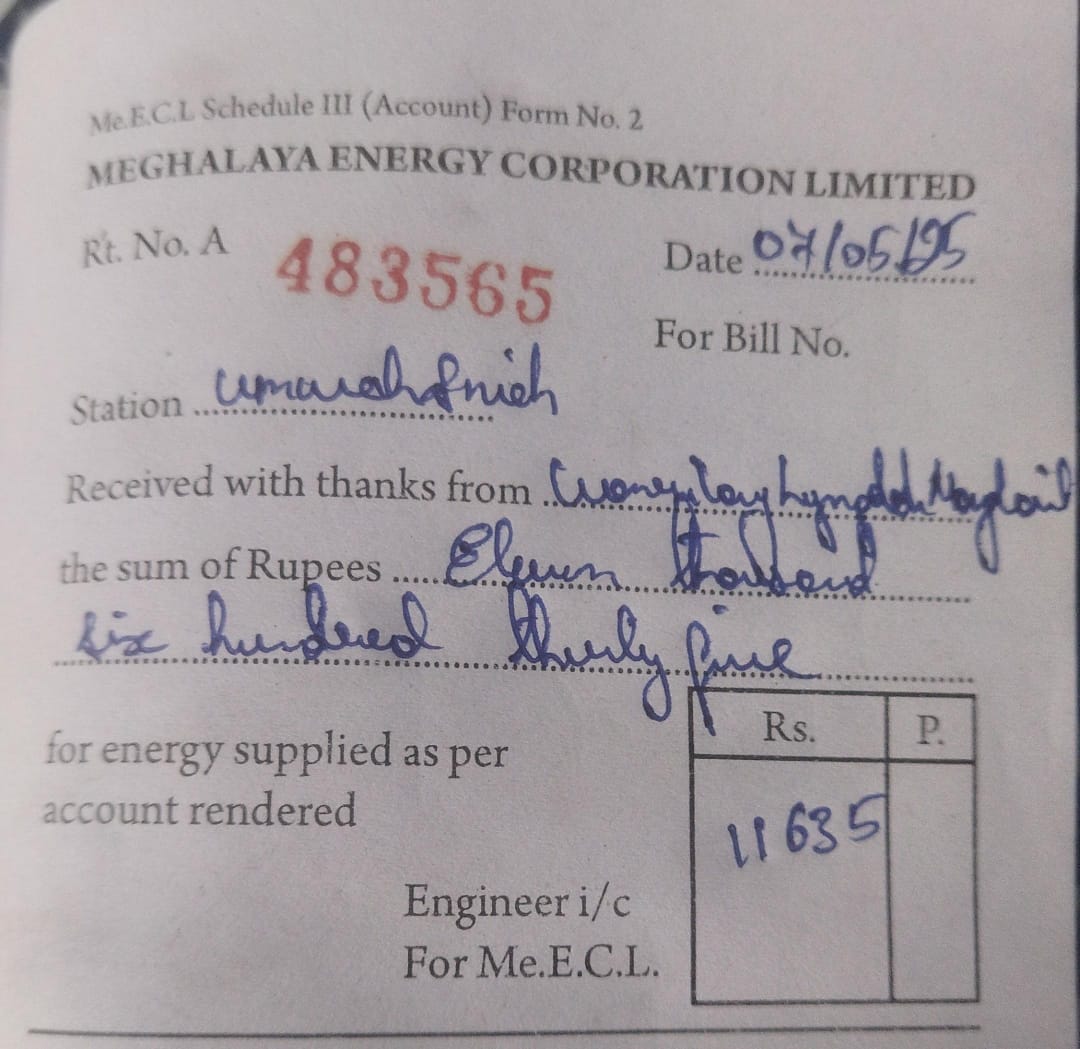 Me.E.C.L Schedule III (Account) Form No. 2
MEGHALAYA ENERGY CORPORATION LIMITED
Rt. No. A 483565 Date 07/05/25
For Bill No.
Station
Received with thanks from
the sum of Rupees Eleven thousand
six hundred thirty five
for energy supplied as per
account rendered
Rs. P.
11635
Engineer i/c
For Me.E.C.L.